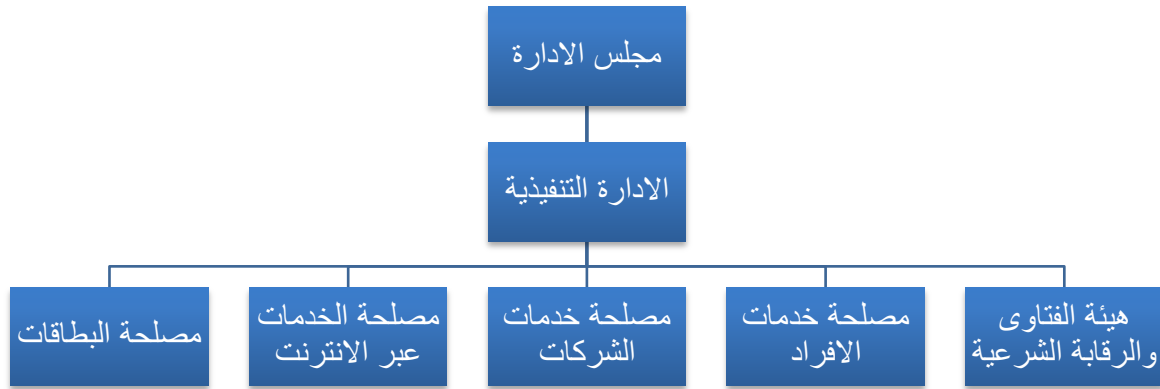 مجلس الادارة
الادارة التنفيذية
هيئة الفتاوى
والرقابة الشرعية
مصلحة خدمات
الافراد
مصلحة خدمات
الشركات
مصلحة الخدمات
عبر الانترنت
مصلحة البطاقات